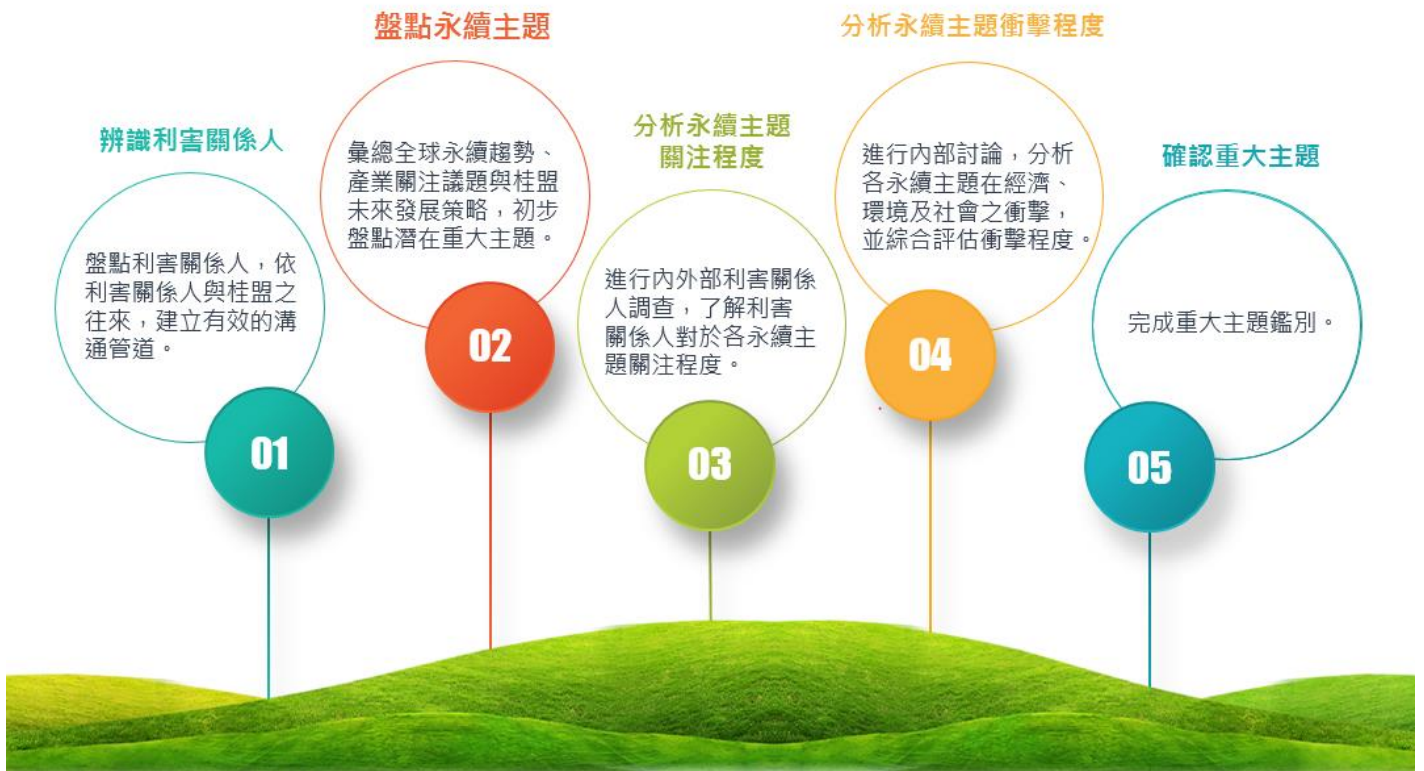 辨識利害關係人
盤點利害關係人，依
利害關係人與桂盟之
往來，建立有效的溝
通管道。
01
盤點永續主題
彙總全球永續趨勢、
產業關注議題與桂盟
未來發展策略，初步
盤點潛在重大主題。
02
分析永續主題
關注程度
進行內外部利害關係
人調查，了解利害
關係人對於各永續主
題關注程度。
03
分析永續主題衝擊程度
進行內部討論，分析
各永續主題在經濟、
環境及社會之衝擊，
並綜合評估衝擊程度。
04
確認重大主題
完成重大主題鑑別。
05